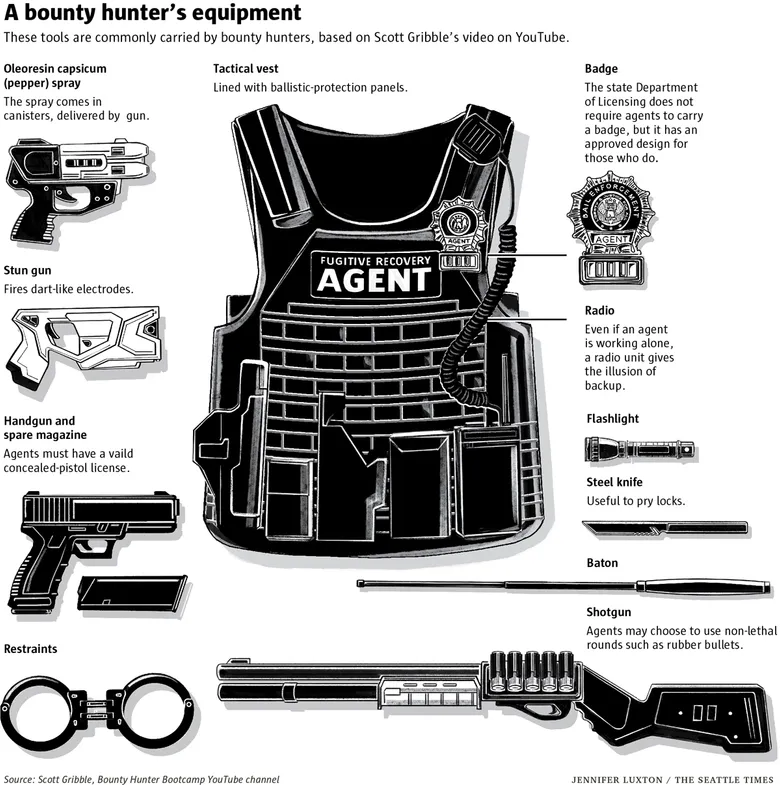 A bounty hunter's equipment
These tools are commonly carried by bounty hunters, based on Scott Gribble's video on YouTube.
Oleoresin capsicum
(pepper) spray
The spray comes in
canisters, delivered by gun.
Stun gun
Fires dart-like electrodes.
Handgun and
spare magazine
Agents must have a vaild
concealed-pistol license.
Restraints
Tactical vest
Lined with ballistic-protection panels.
AGENT
FUGITIVE RECOVERY
AGENT
Badge
The state Department
of Licensing does not
require agents to carry
a badge, but it has an
approved design for
those who do.
BAIL ENFORCEMENT
AGENT
Radio
Even if an agent
is working alone,
a radio unit gives
the illusion of
backup.
Flashlight
Steel knife
Useful to pry locks.
Baton
Shotgun
Agents may choose to use non-lethal
rounds such as rubber bullets.
Source: Scott Gribble, Bounty Hunter Bootcamp YouTube channel
JENNIFER LUXTON / THE SEATTLE TIMES